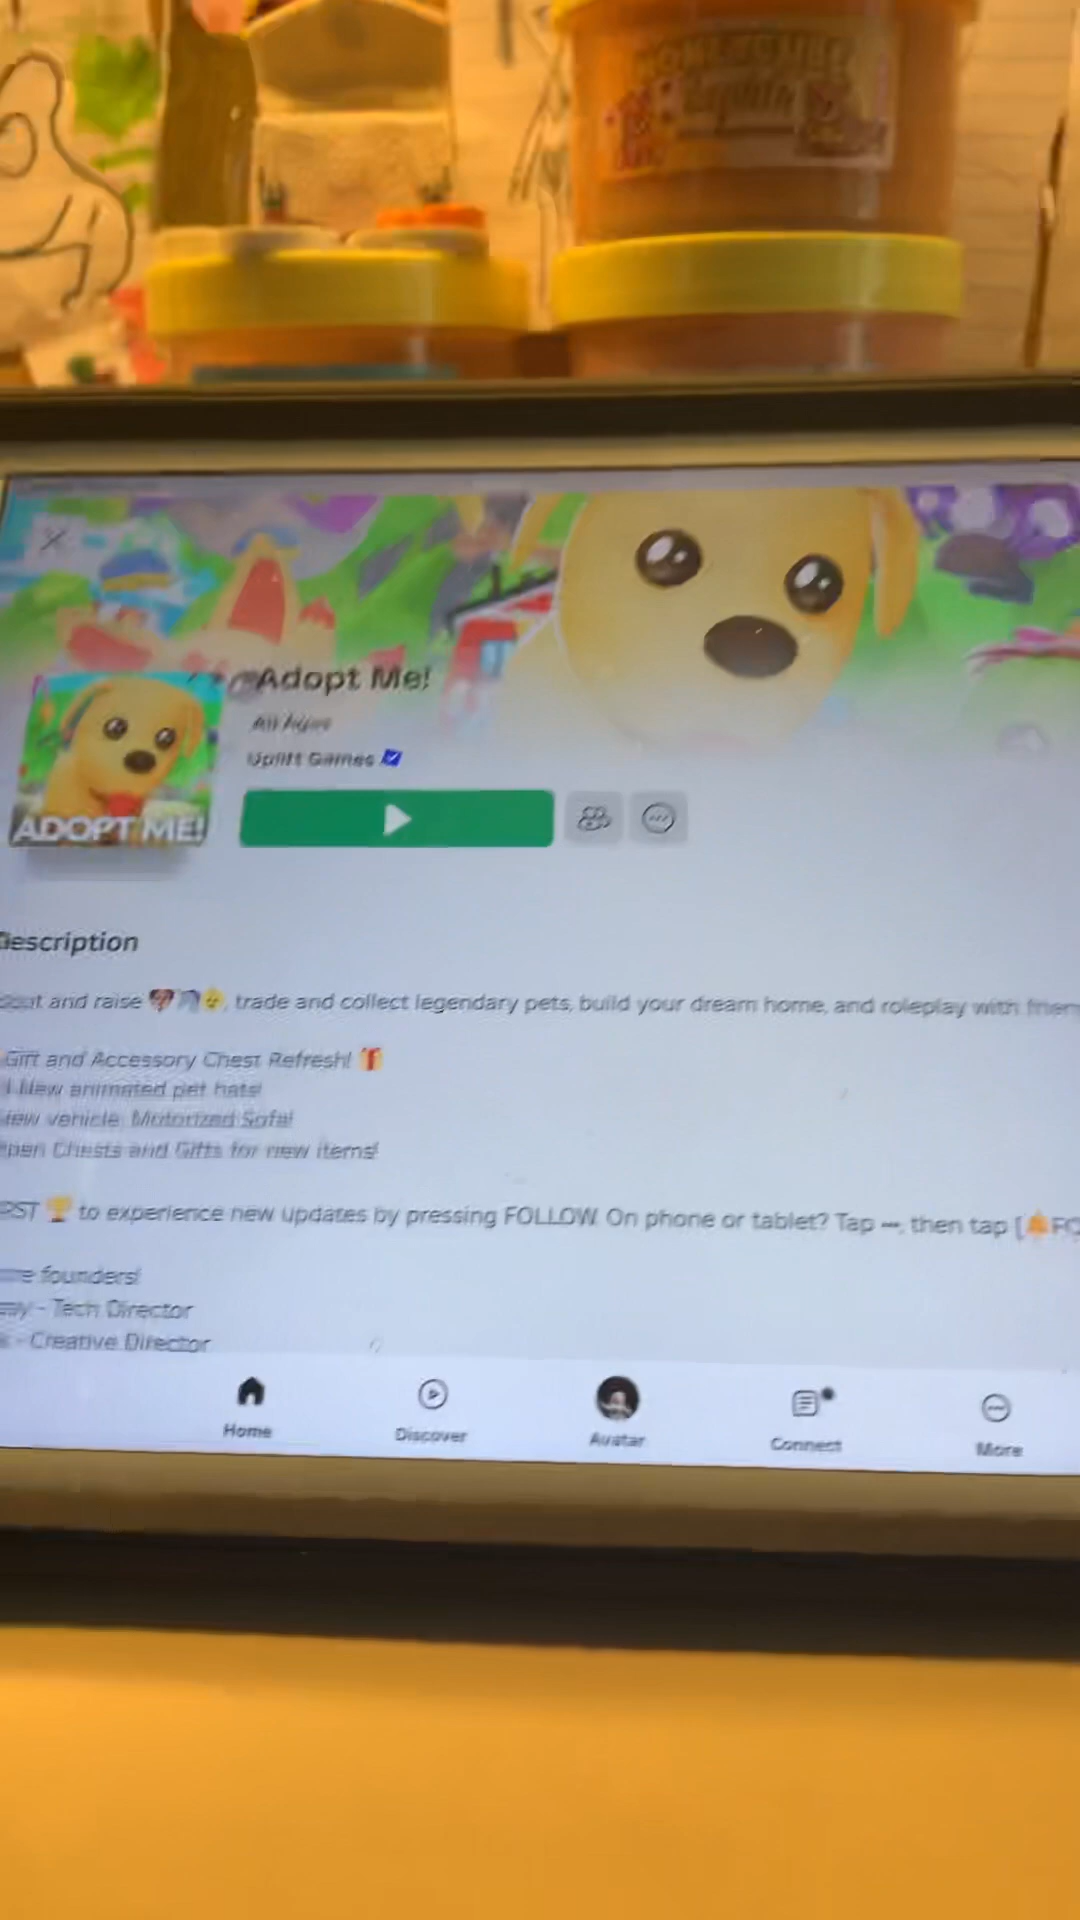 Adopt Me!
All Ages
Uplift Games
ADOPT ME!
Description
and raise, trade and collect legendary pets, build your dream home, and roleplay with
Gift and Accessory Chest Refresh!
New animated pet hats!
vehicle: Motorized Sofa!
Chests and Gifts for new items!
to experience new updates by pressing FOLLOW. On phone or tablet? Tap ···, then tap [
founders!
- Tech Director
- Creative Director
Home
Discover
Avatar
Connect
More